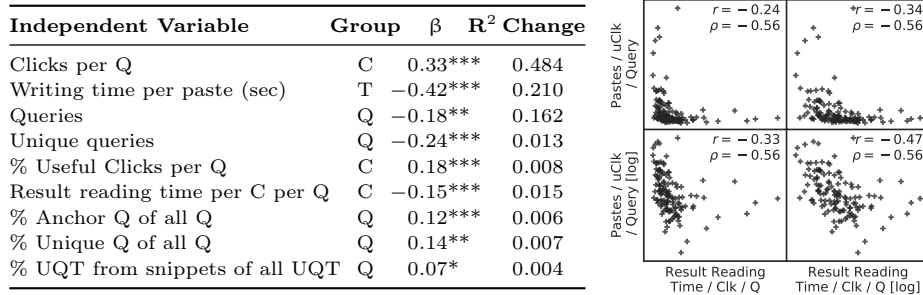 Independent Variable Group β R² Change
Clicks per Q C 0.33*** 0.484
Writing time per paste (sec) T −0.42*** 0.210
Queries Q −0.18** 0.162
Unique queries Q −0.24*** 0.013
% Useful Clicks per Q C 0.18*** 0.008
Result reading time per C per Q C −0.15*** 0.015
% Anchor Q of all Q Q 0.12*** 0.006
% Unique Q of all Q Q 0.14** 0.007
% UQT from snippets of all UQT Q 0.07* 0.004
Pastes / uClk
/ Query
r = −0.24
ρ = −0.56
r = −0.34
ρ = −0.56
Pastes / uClk
/ Query [log]
r = −0.33
ρ = −0.56
r = −0.47
ρ = −0.56
Result Reading
Time / Clk / Q
Result Reading
Time / Clk / Q [log]